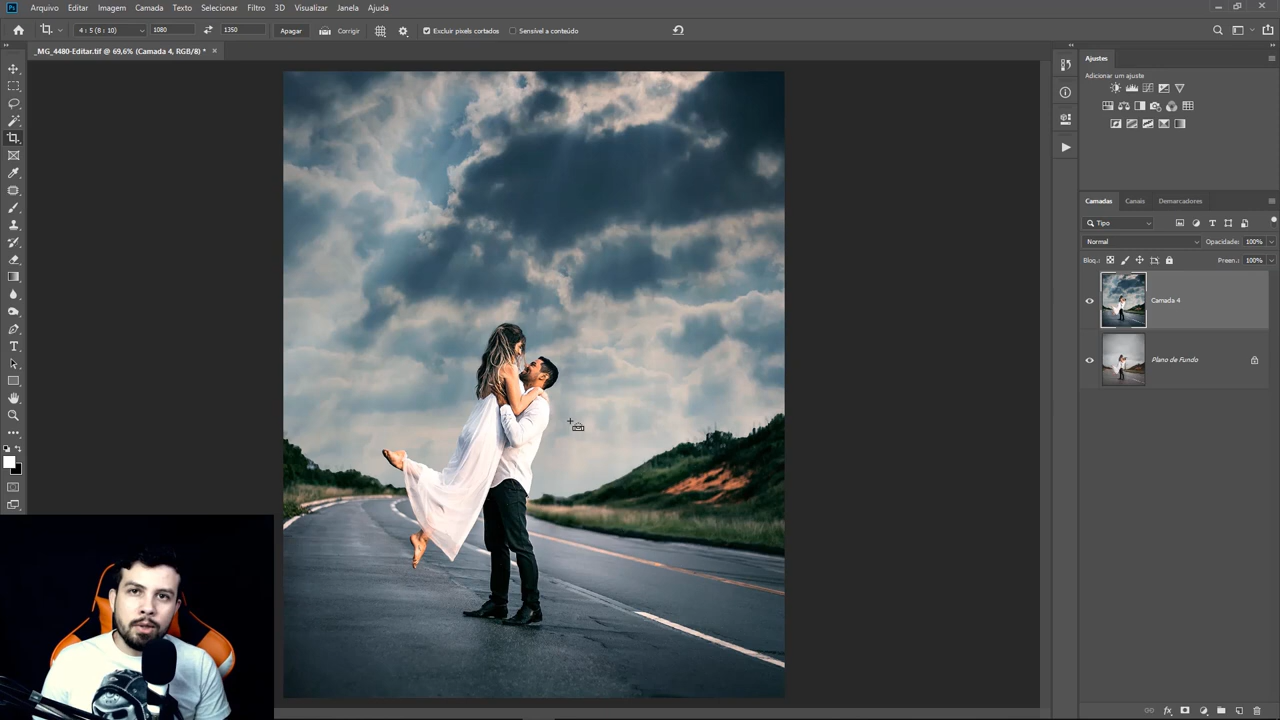 Ps Arquivo Editar Imagem Camada Texto Selecionar Filtro 3D Visualizar Janela Ajuda
4 : 5 (8 : 10) 1080 1350 Apagar Corrigir Excluir pixels cortados Sensível a conteúdo
_MG_4480-Editar.tif @ 69,6% (Camada 4, RGB/8) *
Ajustes
Adicionar um ajuste
Camadas Canais Demarcadores
Tipo
Normal Opacidade: 100%
Bloq.: Preen.: 100%
Camada 4
Plano de Fundo